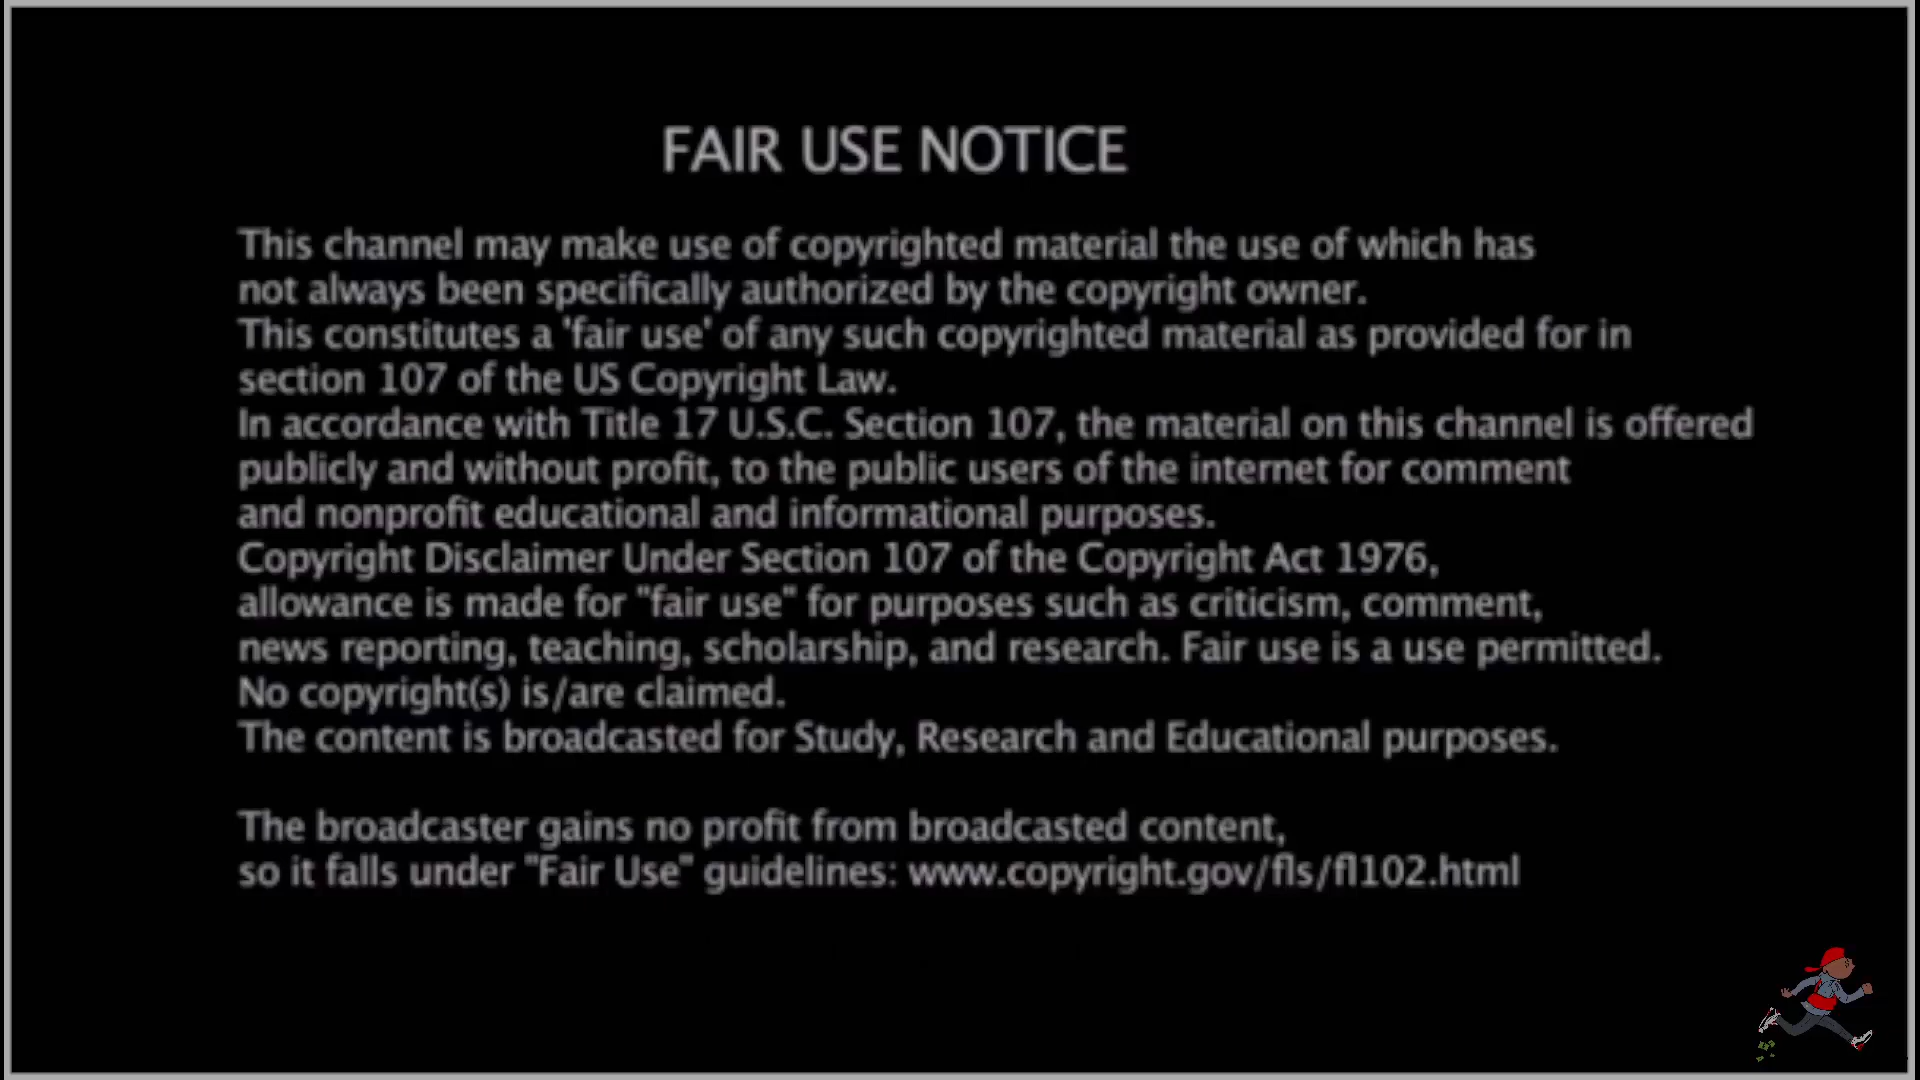 FAIR USE NOTICE
This channel may make use of copyrighted material the use of which has
not always been specifically authorized by the copyright owner.
This constitutes a 'fair use' of any such copyrighted material as provided for in
section 107 of the US Copyright Law.
In accordance with Title 17 U.S.C. Section 107, the material on this channel is offered
publicly and without profit, to the public users of the internet for comment
and nonprofit educational and informational purposes.
Copyright Disclaimer Under Section 107 of the Copyright Act 1976,
allowance is made for "fair use" for purposes such as criticism, comment,
news reporting, teaching, scholarship, and research. Fair use is a use permitted.
No copyright(s) is/are claimed.
The content is broadcasted for Study, Research and Educational purposes.
The broadcaster gains no profit from broadcasted content,
so it falls under "Fair Use" guidelines: www.copyright.gov/fls/fl102.html